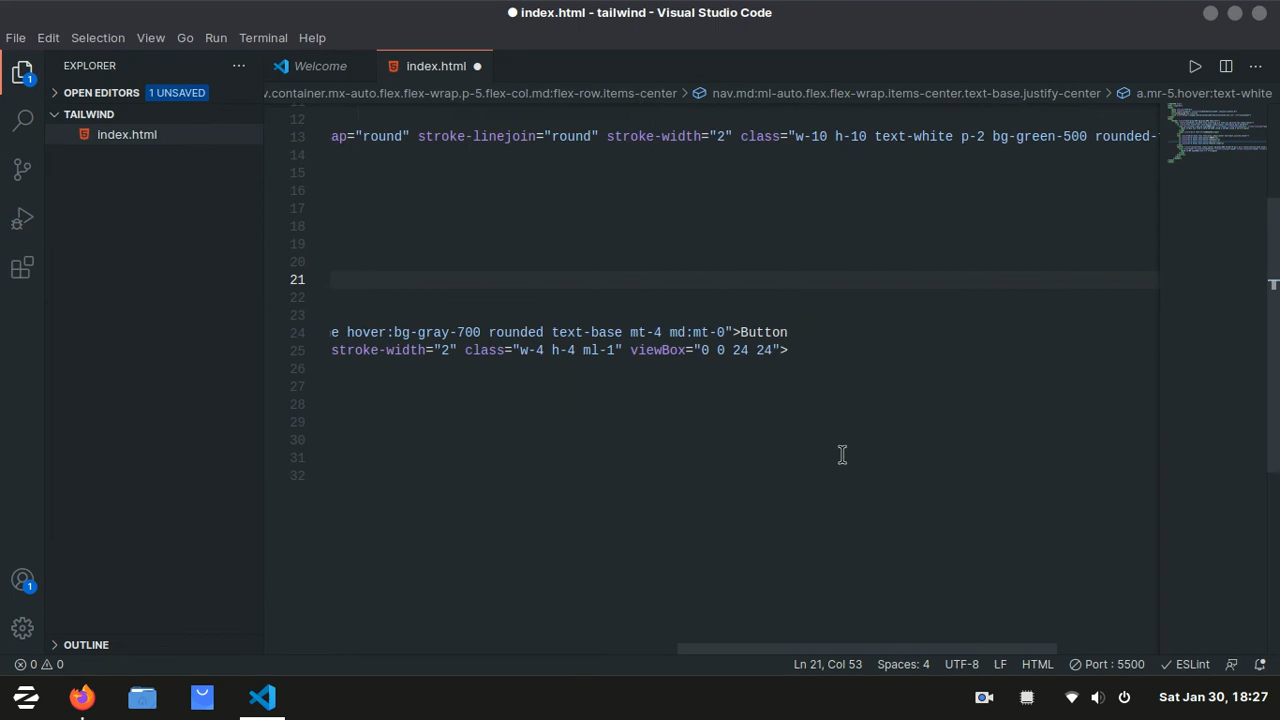 index.html - tailwind - Visual Studio Code
File Edit Selection View Go Run Terminal Help
EXPLORER
Welcome
index.html
OPEN EDITORS 1 UNSAVED
.container.mx-auto.flex.flex-wrap.p-5.flex-col.md:flex-row.items-center > nav.md:ml-auto.flex.flex-wrap.items-center.text-base.justify-center > a.mr-5.hover:text-white
TAILWIND
index.html
12
13 ap="round" stroke-linejoin="round" stroke-width="2" class="w-10 h-10 text-white p-2 bg-green-500 rounded-
14
15
16
17
18
19
20
21
22
23
24 e hover:bg-gray-700 rounded text-base mt-4 md:mt-0">Button
25 stroke-width="2" class="w-4 h-4 ml-1" viewBox="0 0 24 24">
26
27
28
29
30
31
32
1
1
OUTLINE
0 0 Ln 21, Col 53 Spaces: 4 UTF-8 LF HTML Port : 5500 ESLint
Sat Jan 30, 18:27